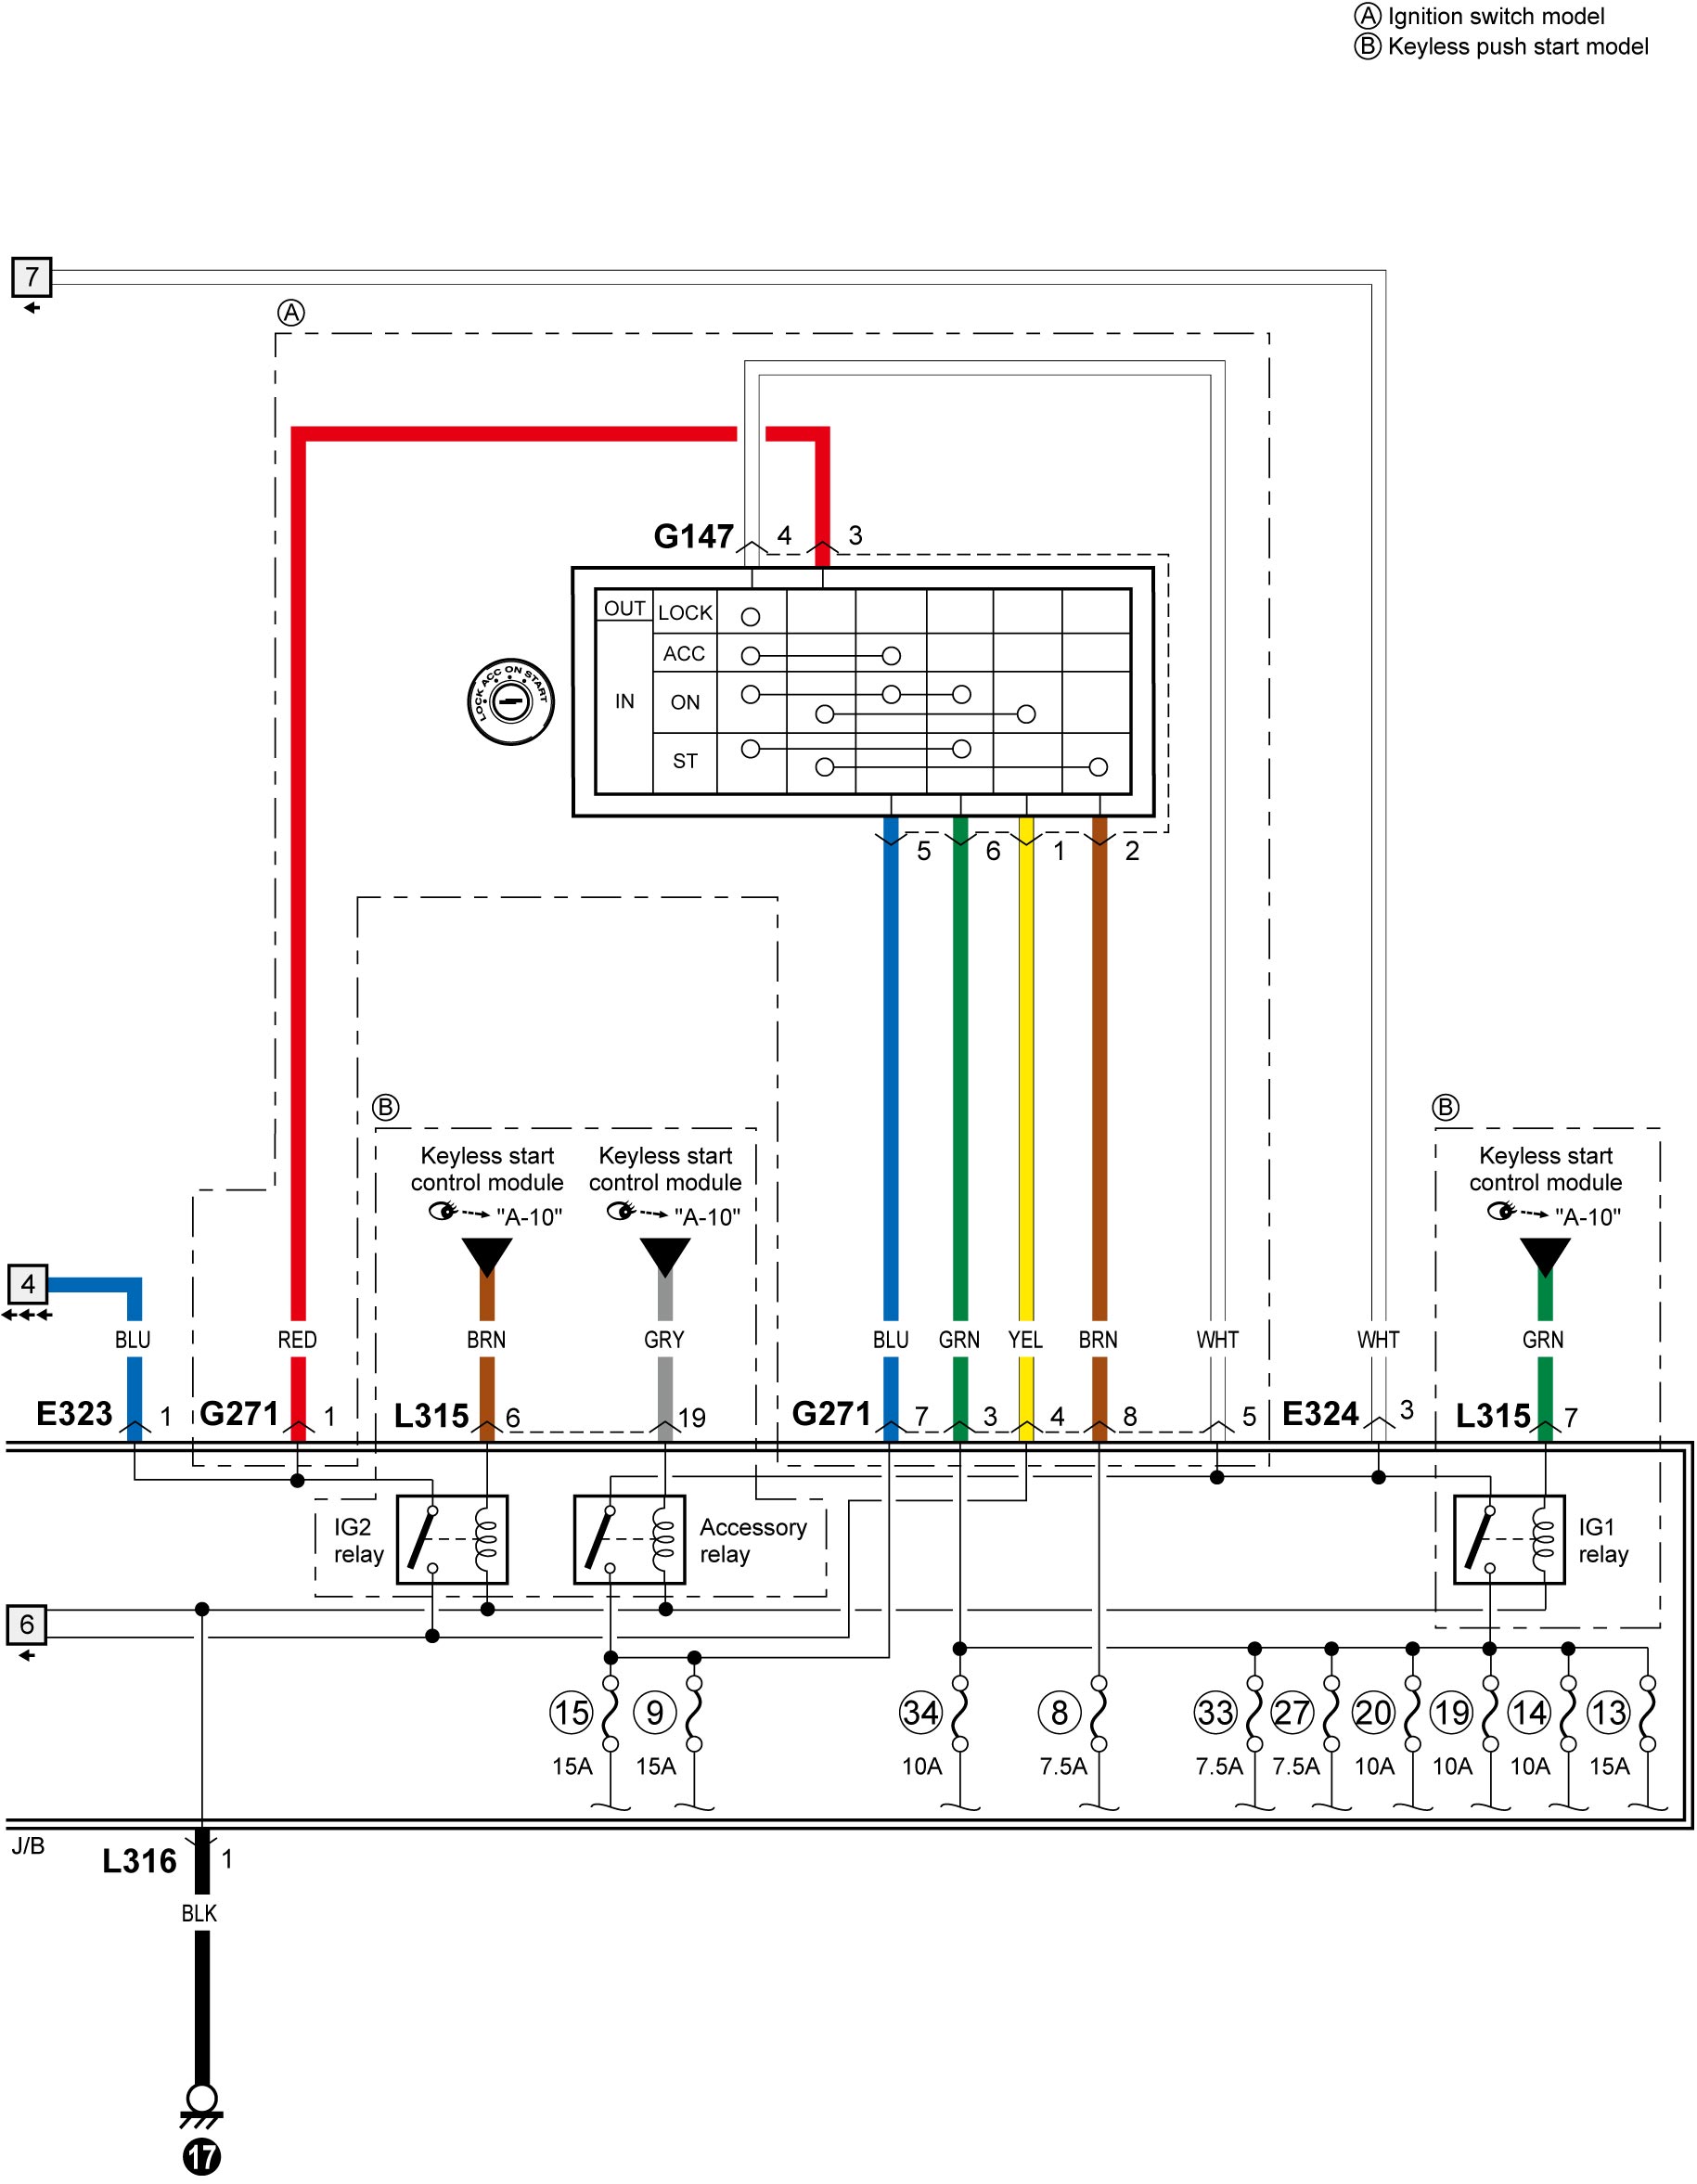 A Ignition switch model
B Keyless push start model
7
A
G147 4 3
OUT LOCK
ACC
IN ON
ST
LOCK ACC ON START
5 6 1 2
B B
Keyless start control module
"A-10"
Keyless start control module
"A-10"
Keyless start control module
"A-10"
4
BLU RED BRN GRY BLU GRN YEL BRN WHT WHT GRN
E323 1 G271 1 L315 6 19 G271 7 3 4 8 5 E324 3 L315 7
IG2 relay
Accessory relay
IG1 relay
6
15 9 34 8 33 27 20 19 14 13
15A 15A 10A 7.5A 7.5A 7.5A 10A 10A 10A 15A
J/B
L316 1
BLK
17